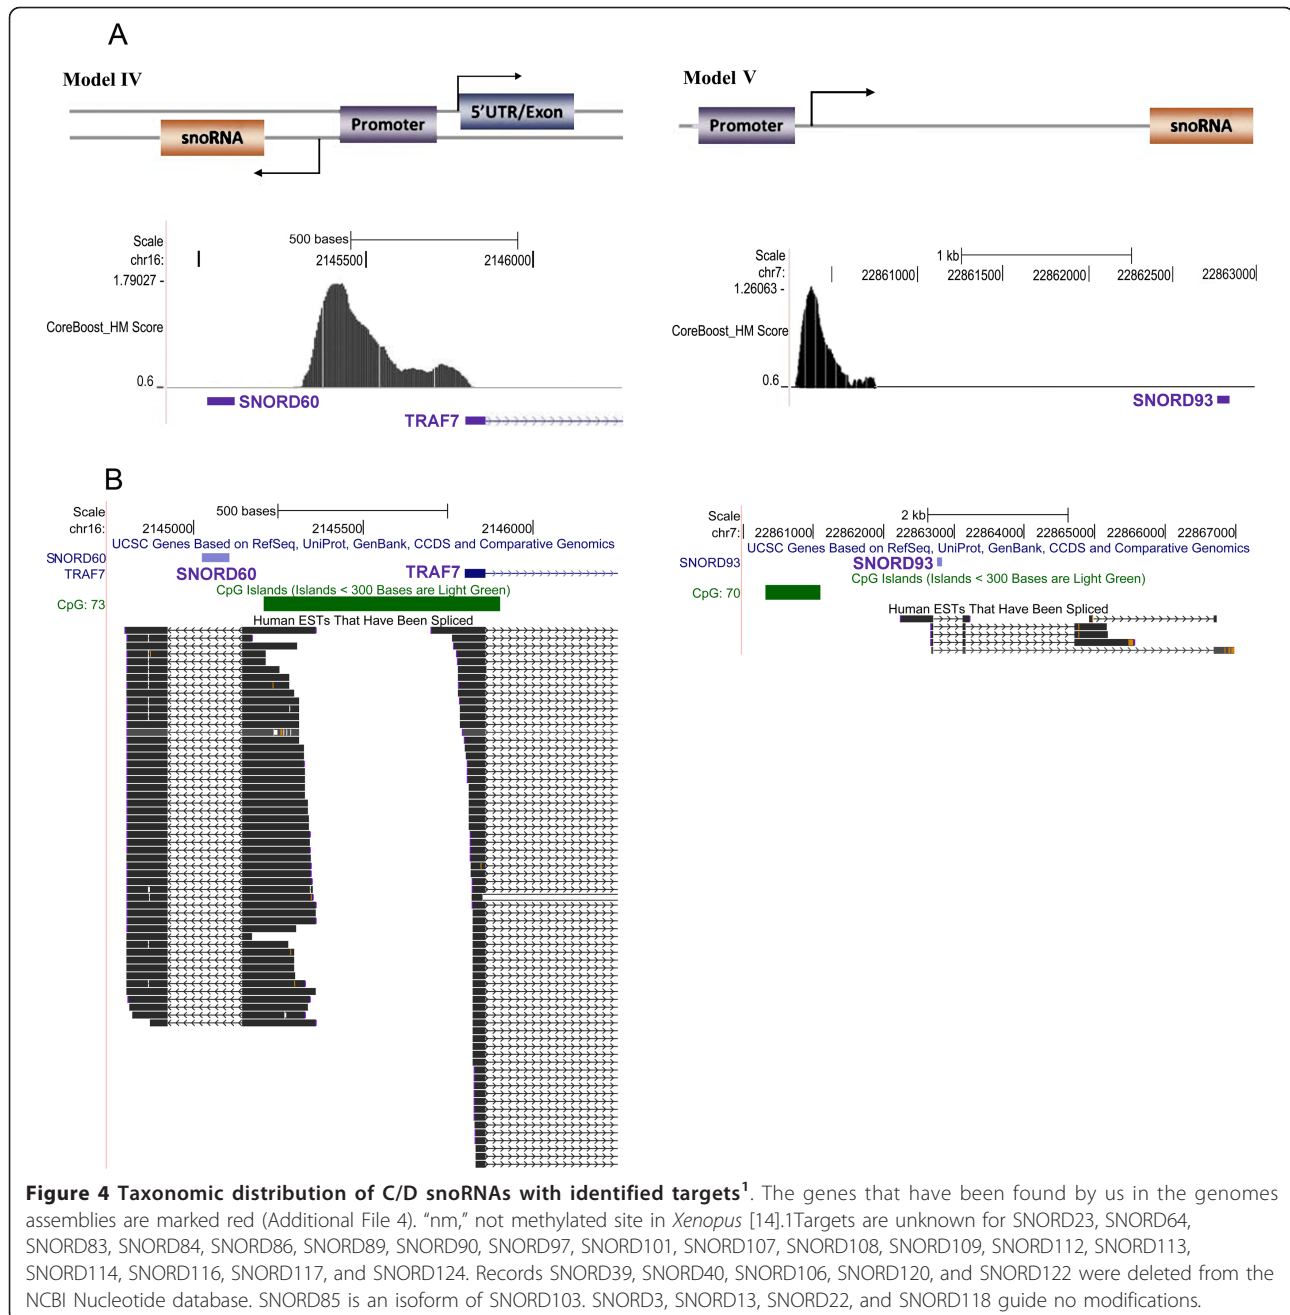 A
Model IV
Promoter
5'UTR/Exon
snoRNA
Model V
Promoter
snoRNA
Scale
500 bases
chr16:
2145500
2146000
1.79027 -
CoreBoost_HM Score
0.6
SNORD60
TRAF7
Scale
1 kb
chr7:
22861000
22861500
22862000
22862500
22863000
1.26063 -
CoreBoost_HM Score
0.6
SNORD93
B
Scale
500 bases
chr16:
2145000
2145500
2146000
UCSC Genes Based on RefSeq, UniProt, GenBank, CCDS and Comparative Genomics
SNORD60
TRAF7
SNORD60
TRAF7
CpG Islands (Islands < 300 Bases are Light Green)
CpG: 73
Human ESTs That Have Been Spliced
Scale
2 kb
chr7:
22861000
22862000
22863000
22864000
22865000
22866000
22867000
UCSC Genes Based on RefSeq, UniProt, GenBank, CCDS and Comparative Genomics
SNORD93
SNORD93
CpG Islands (Islands < 300 Bases are Light Green)
CpG: 70
Human ESTs That Have Been Spliced
Figure 4 Taxonomic distribution of C/D snoRNAs with identified targets¹. The genes that have been found by us in the genomes
assemblies are marked red (Additional File 4). “nm,” not methylated site in Xenopus [14].1Targets are unknown for SNORD23, SNORD64,
SNORD83, SNORD84, SNORD86, SNORD89, SNORD90, SNORD97, SNORD101, SNORD107, SNORD108, SNORD109, SNORD112, SNORD113,
SNORD114, SNORD116, SNORD117, and SNORD124. Records SNORD39, SNORD40, SNORD106, SNORD120, and SNORD122 were deleted from the
NCBI Nucleotide database. SNORD85 is an isoform of SNORD103. SNORD3, SNORD13, SNORD22, and SNORD118 guide no modifications.